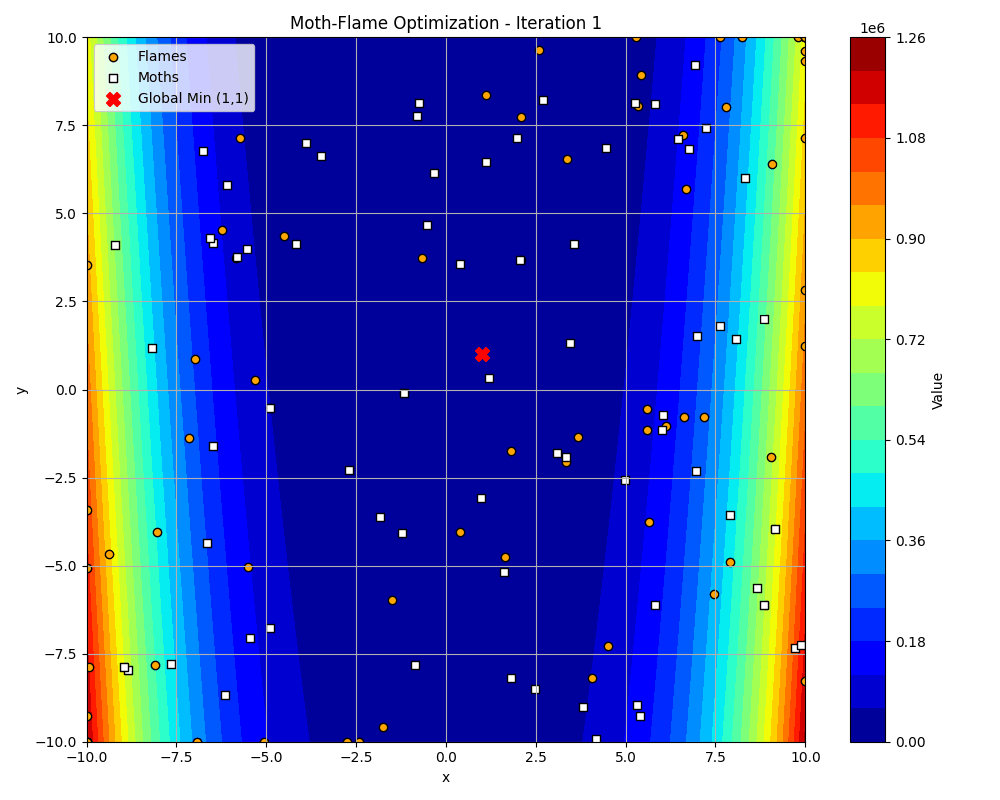 Moth-Flame Optimization - Iteration 1
1e6
Flames
Moths
Global Min (1,1)
10.0
7.5
5.0
2.5
0.0
−2.5
−5.0
−7.5
−10.0
y
−10.0 −7.5 −5.0 −2.5 0.0 2.5 5.0 7.5 10.0
x
1.26
1.08
0.90
0.72
0.54
0.36
0.18
0.00
Value